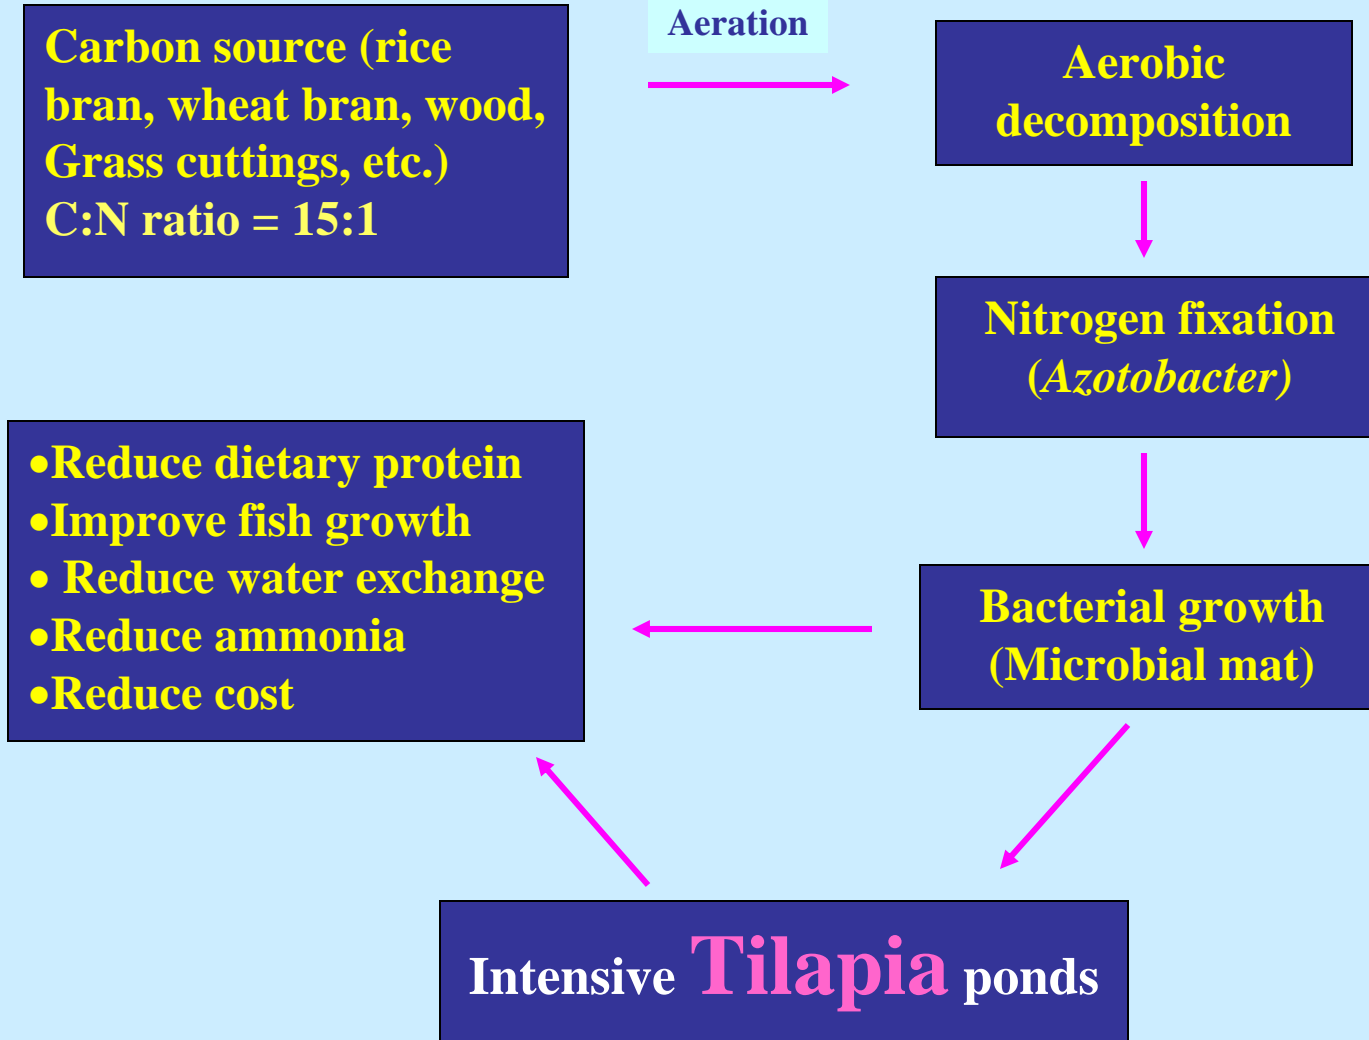 Carbon source (rice
bran, wheat bran, wood,
Grass cuttings, etc.)
C:N ratio = 15:1
Aeration
Aerobic
decomposition
Nitrogen fixation
(Azotobacter)
Bacterial growth
(Microbial mat)
•Reduce dietary protein
•Improve fish growth
• Reduce water exchange
•Reduce ammonia
•Reduce cost
Intensive Tilapia ponds